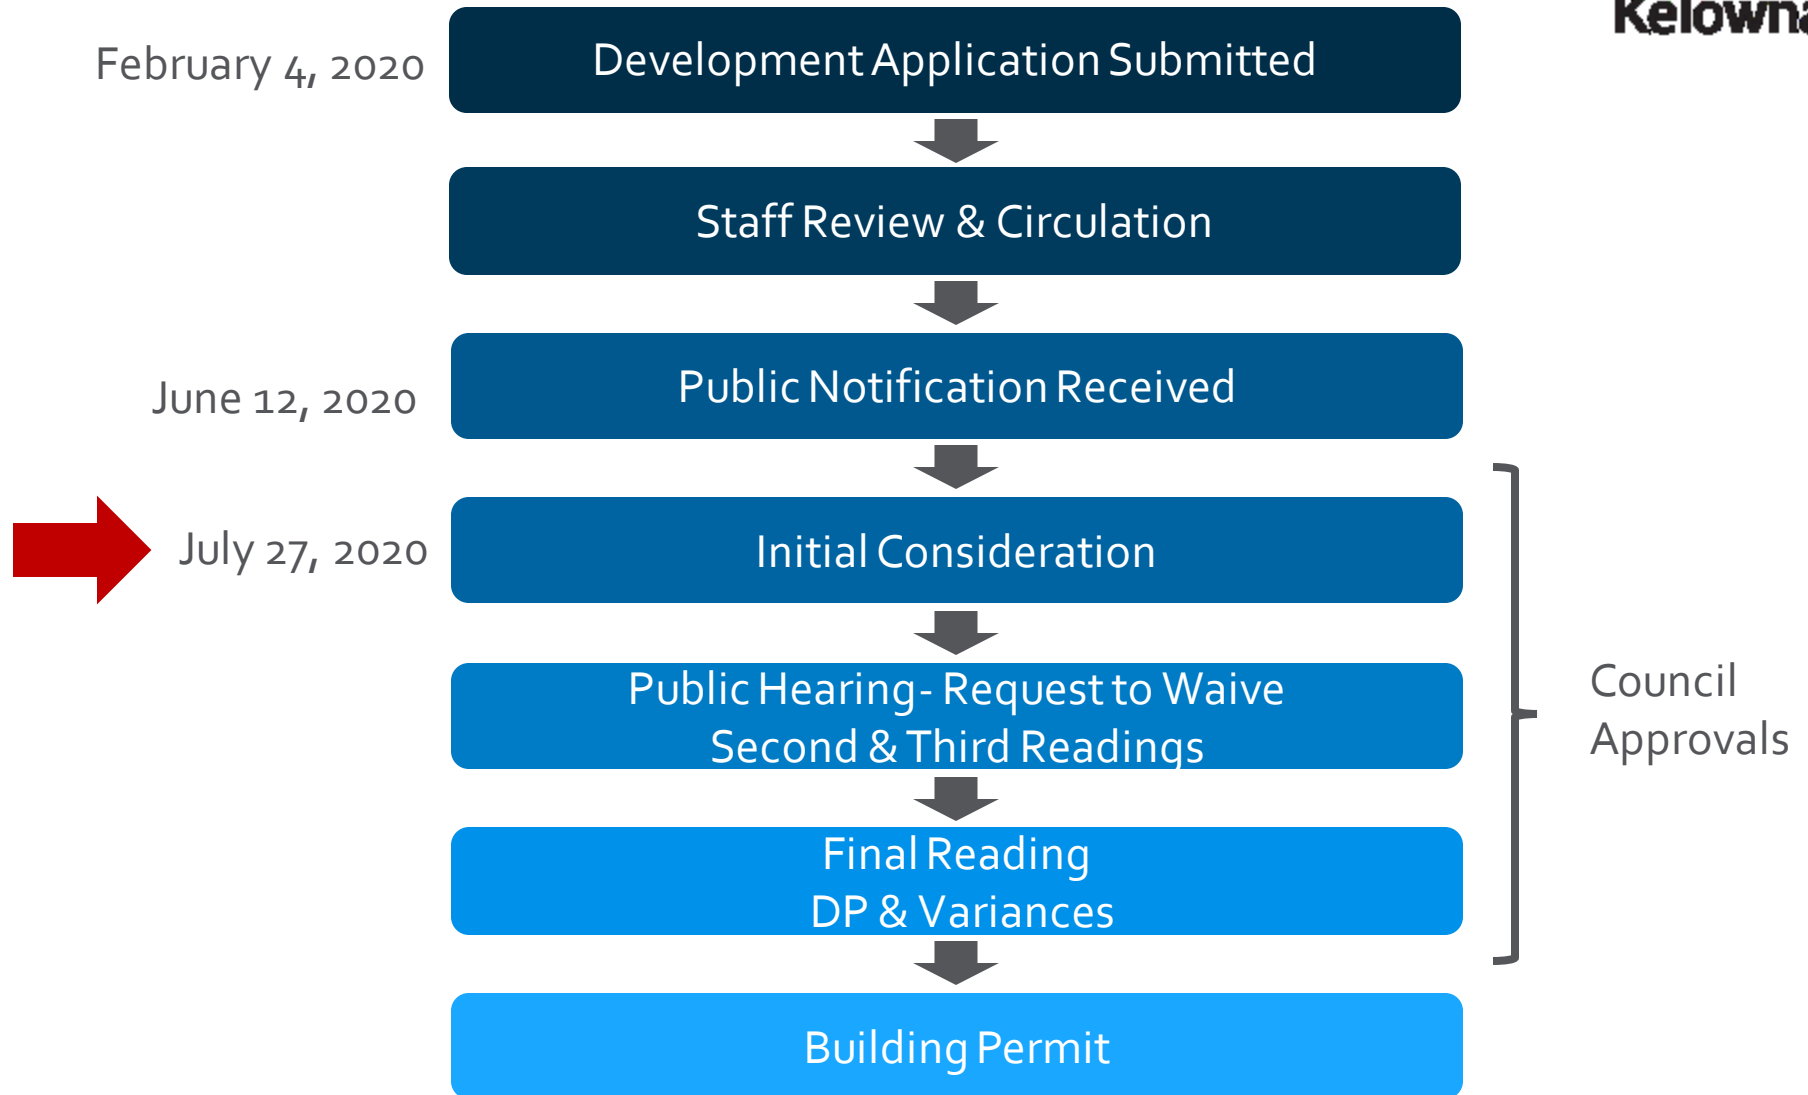 Kelowna
February 4, 2020
Development Application Submitted
Staff Review & Circulation
June 12, 2020
Public Notification Received
July 27, 2020
Initial Consideration
Public Hearing- Request to Waive
Second & Third Readings
Council
Approvals
Final Reading
DP & Variances
Building Permit